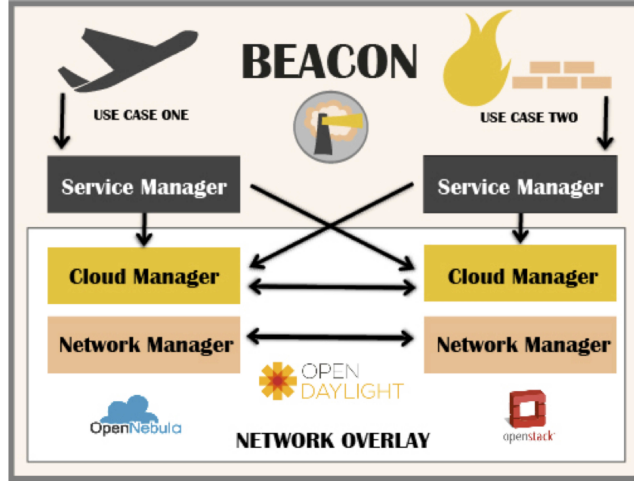 BEACON
USE CASE ONE
USE CASE TWO
Service Manager
Service Manager
Cloud Manager
Cloud Manager
Network Manager
Network Manager
OPEN
DAYLIGHT
OpenNebula
openstack
NETWORK OVERLAY